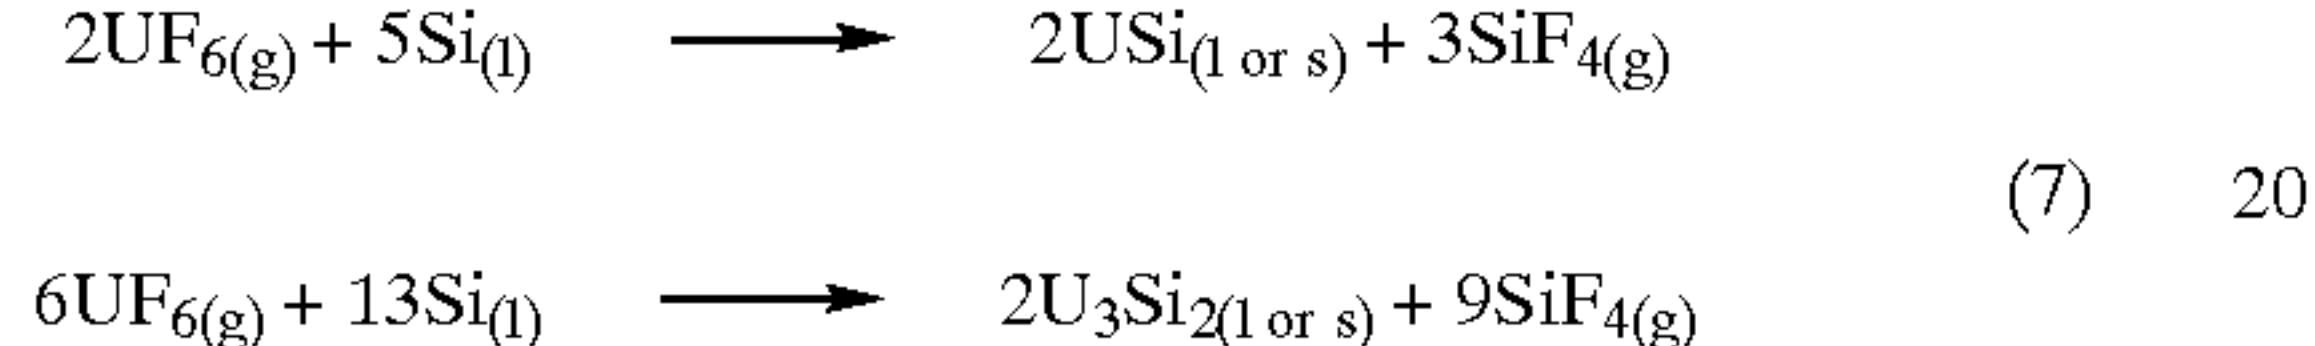 2UF6(g) + 5Si(l) ⟶ 2USi(l or s) + 3SiF4(g)
(7) 20
6UF6(g) + 13Si(l) ⟶ 2U3Si2(l or s) + 9SiF4(g)